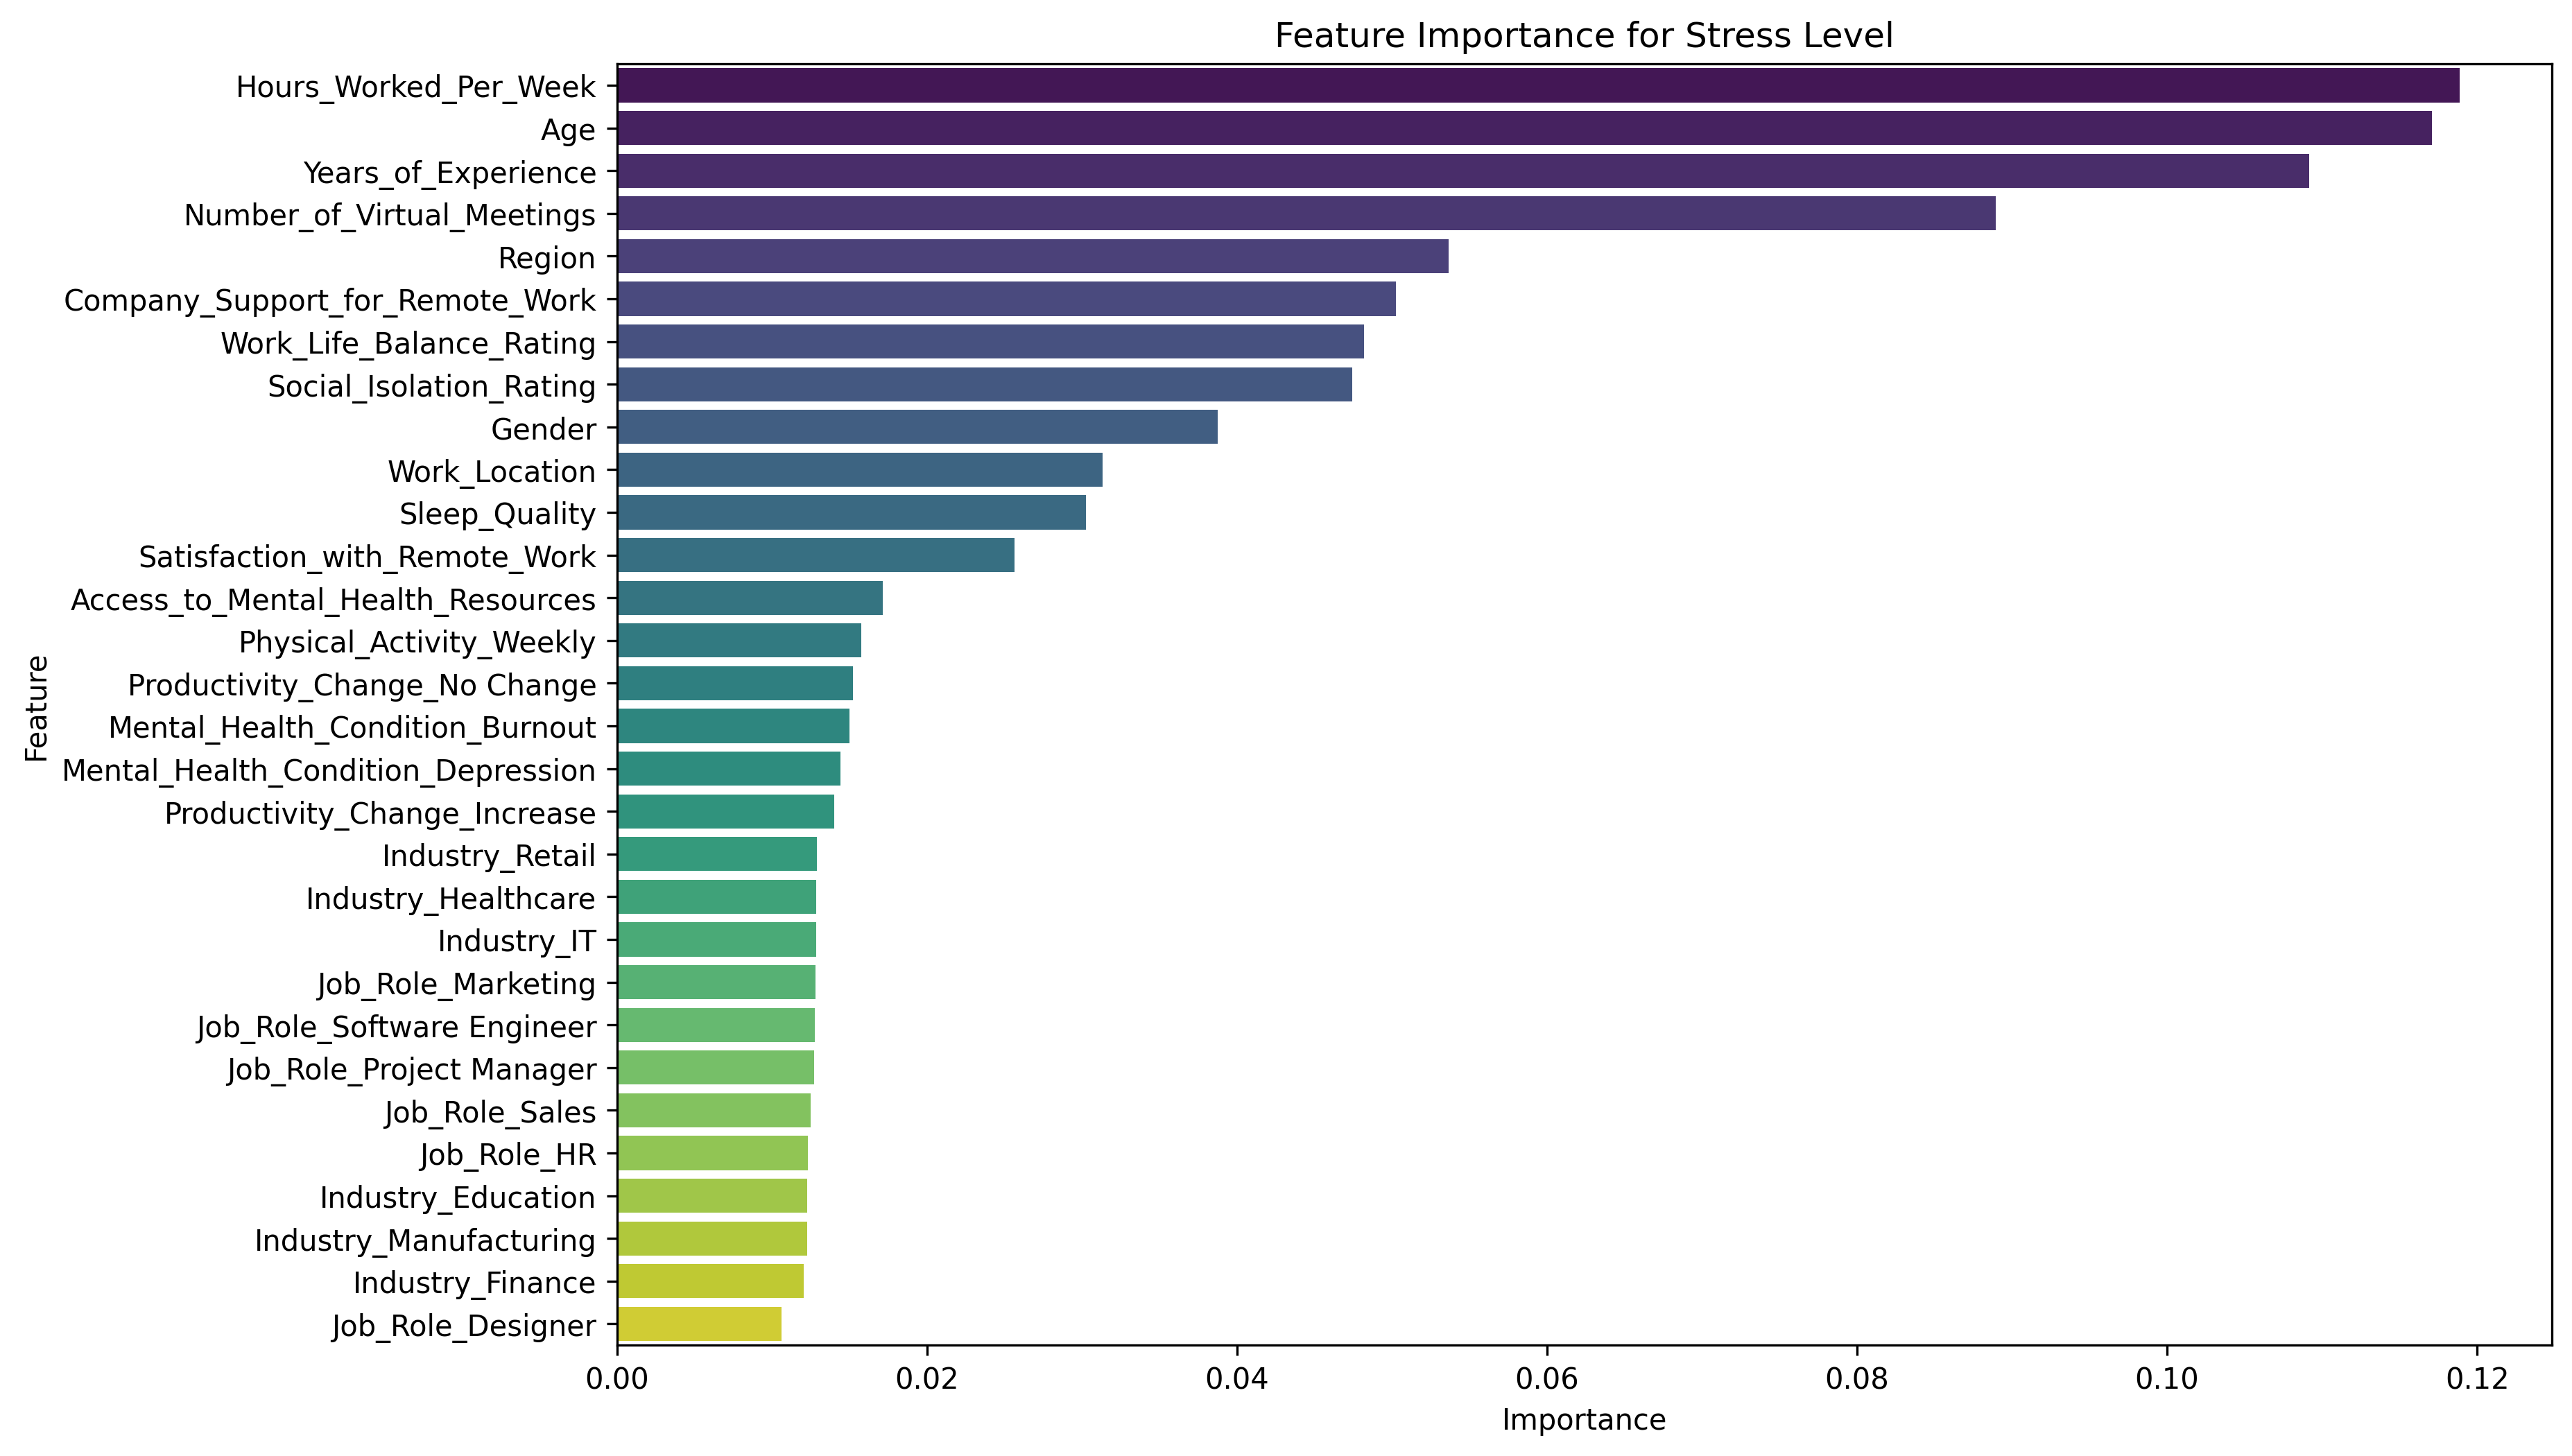 Feature Importance for Stress Level
Hours_Worked_Per_Week
Age
Years_of_Experience
Number_of_Virtual_Meetings
Region
Company_Support_for_Remote_Work
Work_Life_Balance_Rating
Social_Isolation_Rating
Gender
Work_Location
Sleep_Quality
Satisfaction_with_Remote_Work
Access_to_Mental_Health_Resources
Physical_Activity_Weekly
Productivity_Change_No Change
Mental_Health_Condition_Burnout
Mental_Health_Condition_Depression
Productivity_Change_Increase
Industry_Retail
Industry_Healthcare
Industry_IT
Job_Role_Marketing
Job_Role_Software Engineer
Job_Role_Project Manager
Job_Role_Sales
Job_Role_HR
Industry_Education
Industry_Manufacturing
Industry_Finance
Job_Role_Designer
Feature
0.00 0.02 0.04 0.06 0.08 0.10 0.12
Importance